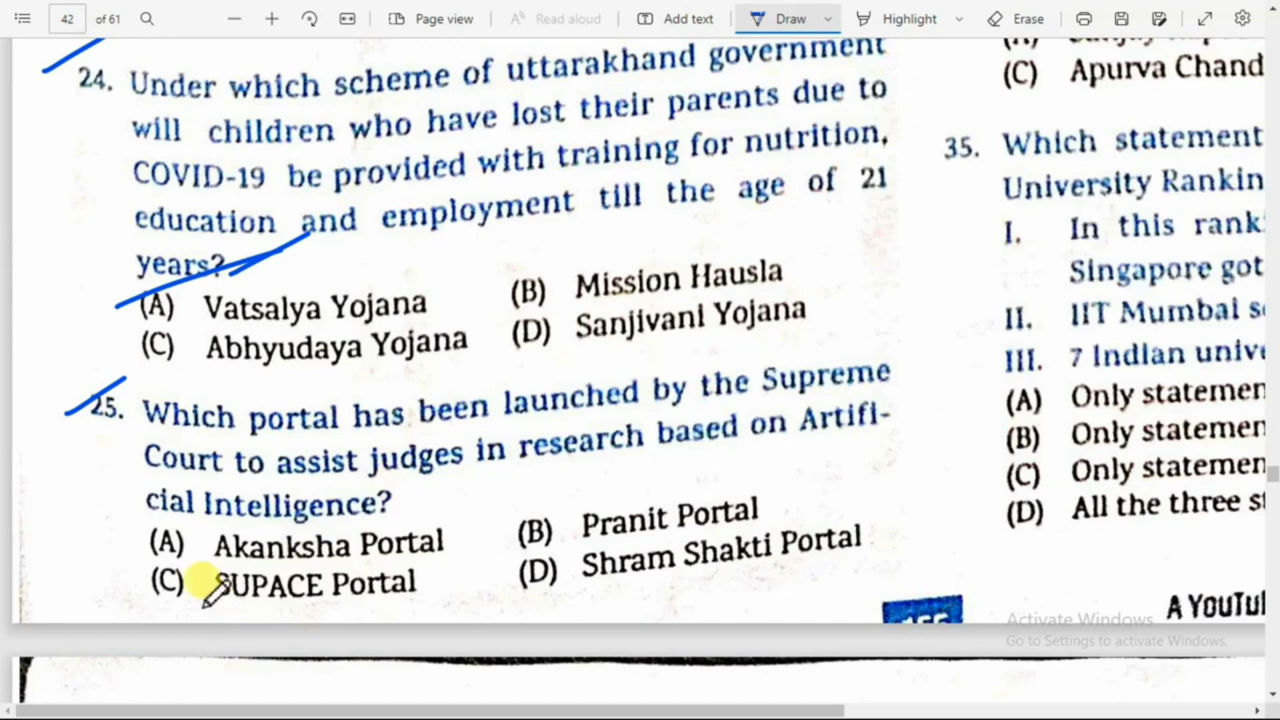 42 of 61 Page view Read aloud Add text Draw Highlight Erase
24. Under which scheme of uttarakhand government
will children who have lost their parents due to
COVID-19 be provided with training for nutrition,
education and employment till the age of 21
years?
(A) Vatsalya Yojana (B) Mission Hausla
(C) Abhyudaya Yojana (D) Sanjivani Yojana
25. Which portal has been launched by the Supreme
Court to assist judges in research based on Artifi-
cial Intelligence?
(A) Akanksha Portal (B) Pranit Portal
(C) SUPACE Portal (D) Shram Shakti Portal
(C) Apurva Chand
35. Which statement
University Rankin
I. In this rank
Singapore got
II. IIT Mumbai s
III. 7 Indian unive
(A) Only statemen
(B) Only statemen
(C) Only statemen
(D) All the three st
A YouTu
Activate Windows
Go to Settings to activate Windows.